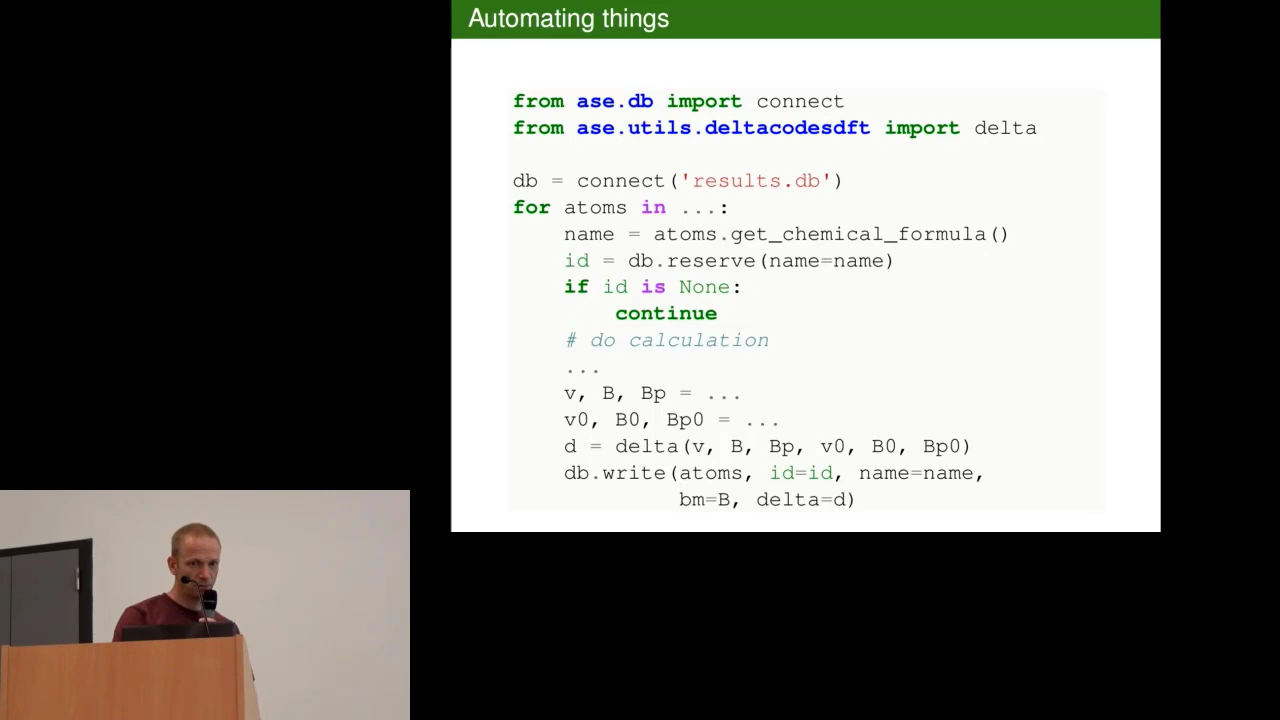 Automating things
from ase.db import connect
from ase.utils.deltacodesdft import delta
db = connect('results.db')
for atoms in ...:
    name = atoms.get_chemical_formula()
    id = db.reserve(name=name)
    if id is None:
        continue
    # do calculation
    ...
    v, B, Bp = ...
    v0, B0, Bp0 = ...
    d = delta(v, B, Bp, v0, B0, Bp0)
    db.write(atoms, id=id, name=name,
             bm=B, delta=d)